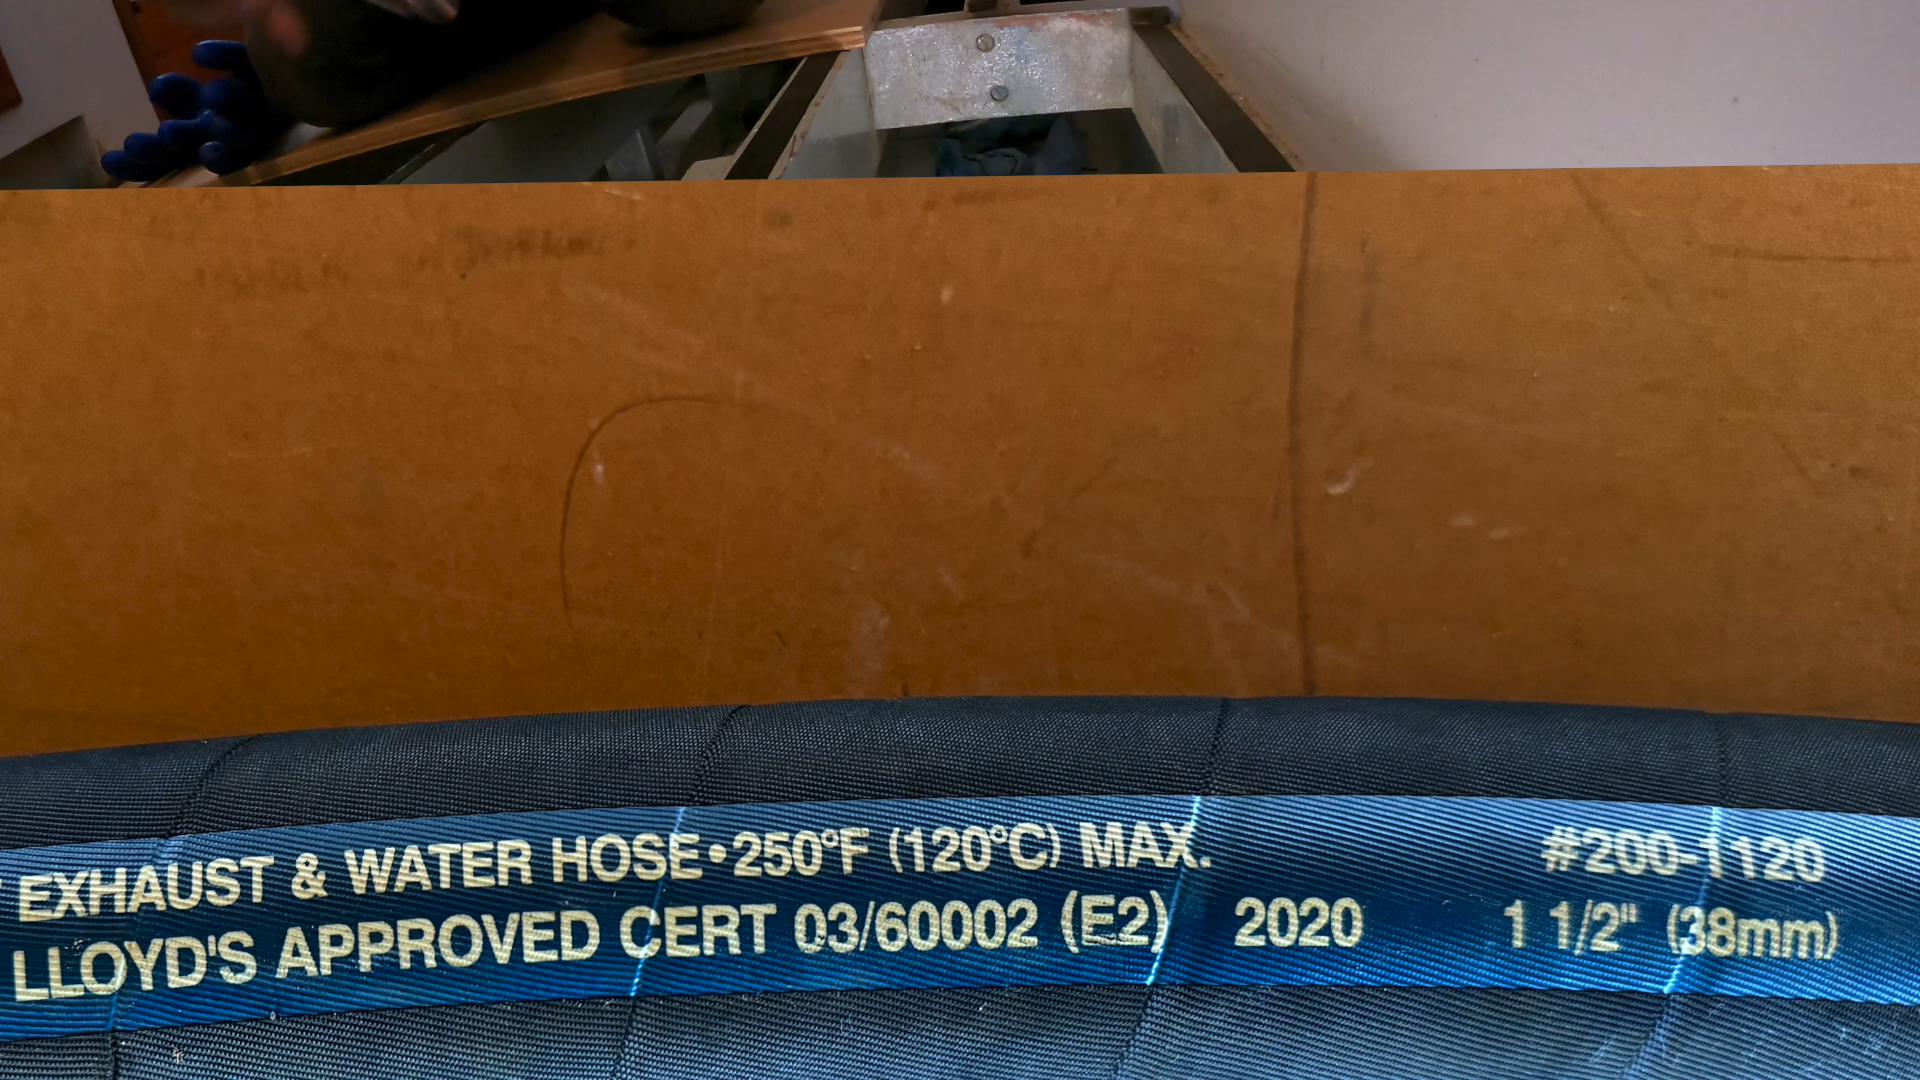 EXHAUST & WATER HOSE•250°F (120°C) MAX. #200-1120
LLOYD'S APPROVED CERT 03/60002 (E2) 2020 1 1/2" (38mm)